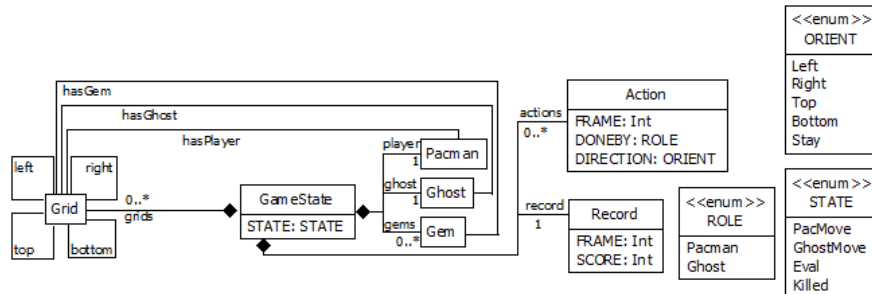 hasGem
hasGhost
hasPlayer
left
right
Grid
top
bottom
0..*
grids
GameState
STATE: STATE
player
1
Pacman
ghost
1
Ghost
gems
0..*
Gem
actions
0..*
Action
FRAME: Int
DONEBY: ROLE
DIRECTION: ORIENT
record
1
Record
FRAME: Int
SCORE: Int
<<enum>>
ROLE
Pacman
Ghost
<<enum>>
ORIENT
Left
Right
Top
Bottom
Stay
<<enum>>
STATE
PacMove
GhostMove
Eval
Killed